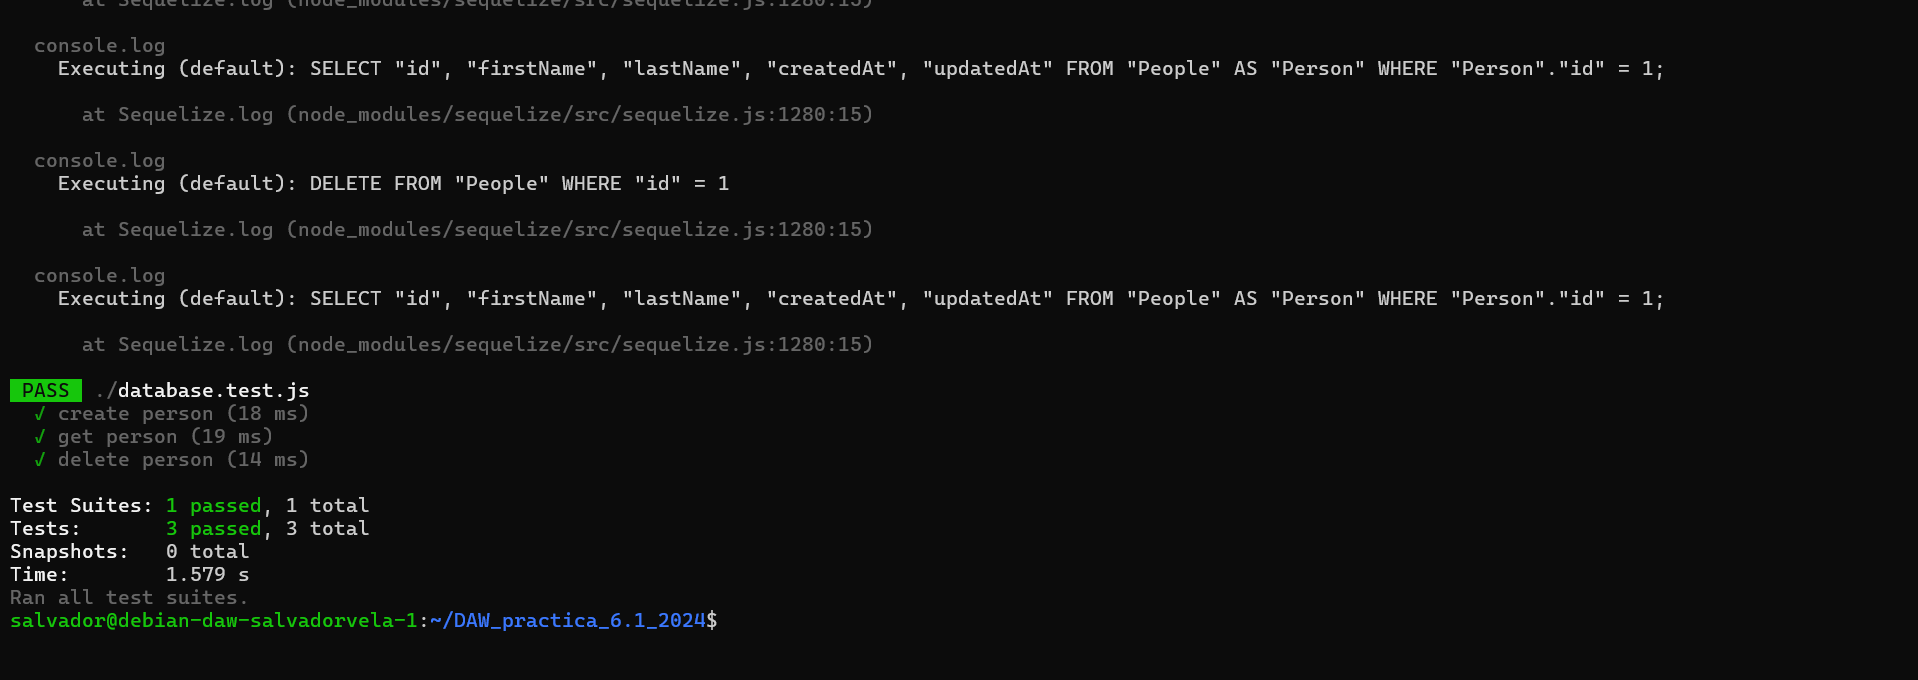 at Sequelize.log (node_modules/sequelize/src/sequelize.js:1280:15)
console.log
Executing (default): SELECT "id", "firstName", "lastName", "createdAt", "updatedAt" FROM "People" AS "Person" WHERE "Person"."id" = 1;
at Sequelize.log (node_modules/sequelize/src/sequelize.js:1280:15)
console.log
Executing (default): DELETE FROM "People" WHERE "id" = 1
at Sequelize.log (node_modules/sequelize/src/sequelize.js:1280:15)
console.log
Executing (default): SELECT "id", "firstName", "lastName", "createdAt", "updatedAt" FROM "People" AS "Person" WHERE "Person"."id" = 1;
at Sequelize.log (node_modules/sequelize/src/sequelize.js:1280:15)
PASS ./database.test.js
√ create person (18 ms)
√ get person (19 ms)
√ delete person (14 ms)
Test Suites: 1 passed, 1 total
Tests: 3 passed, 3 total
Snapshots: 0 total
Time: 1.579 s
Ran all test suites.
salvador@debian-daw-salvadorvela-1:~/DAW_practica_6.1_2024$